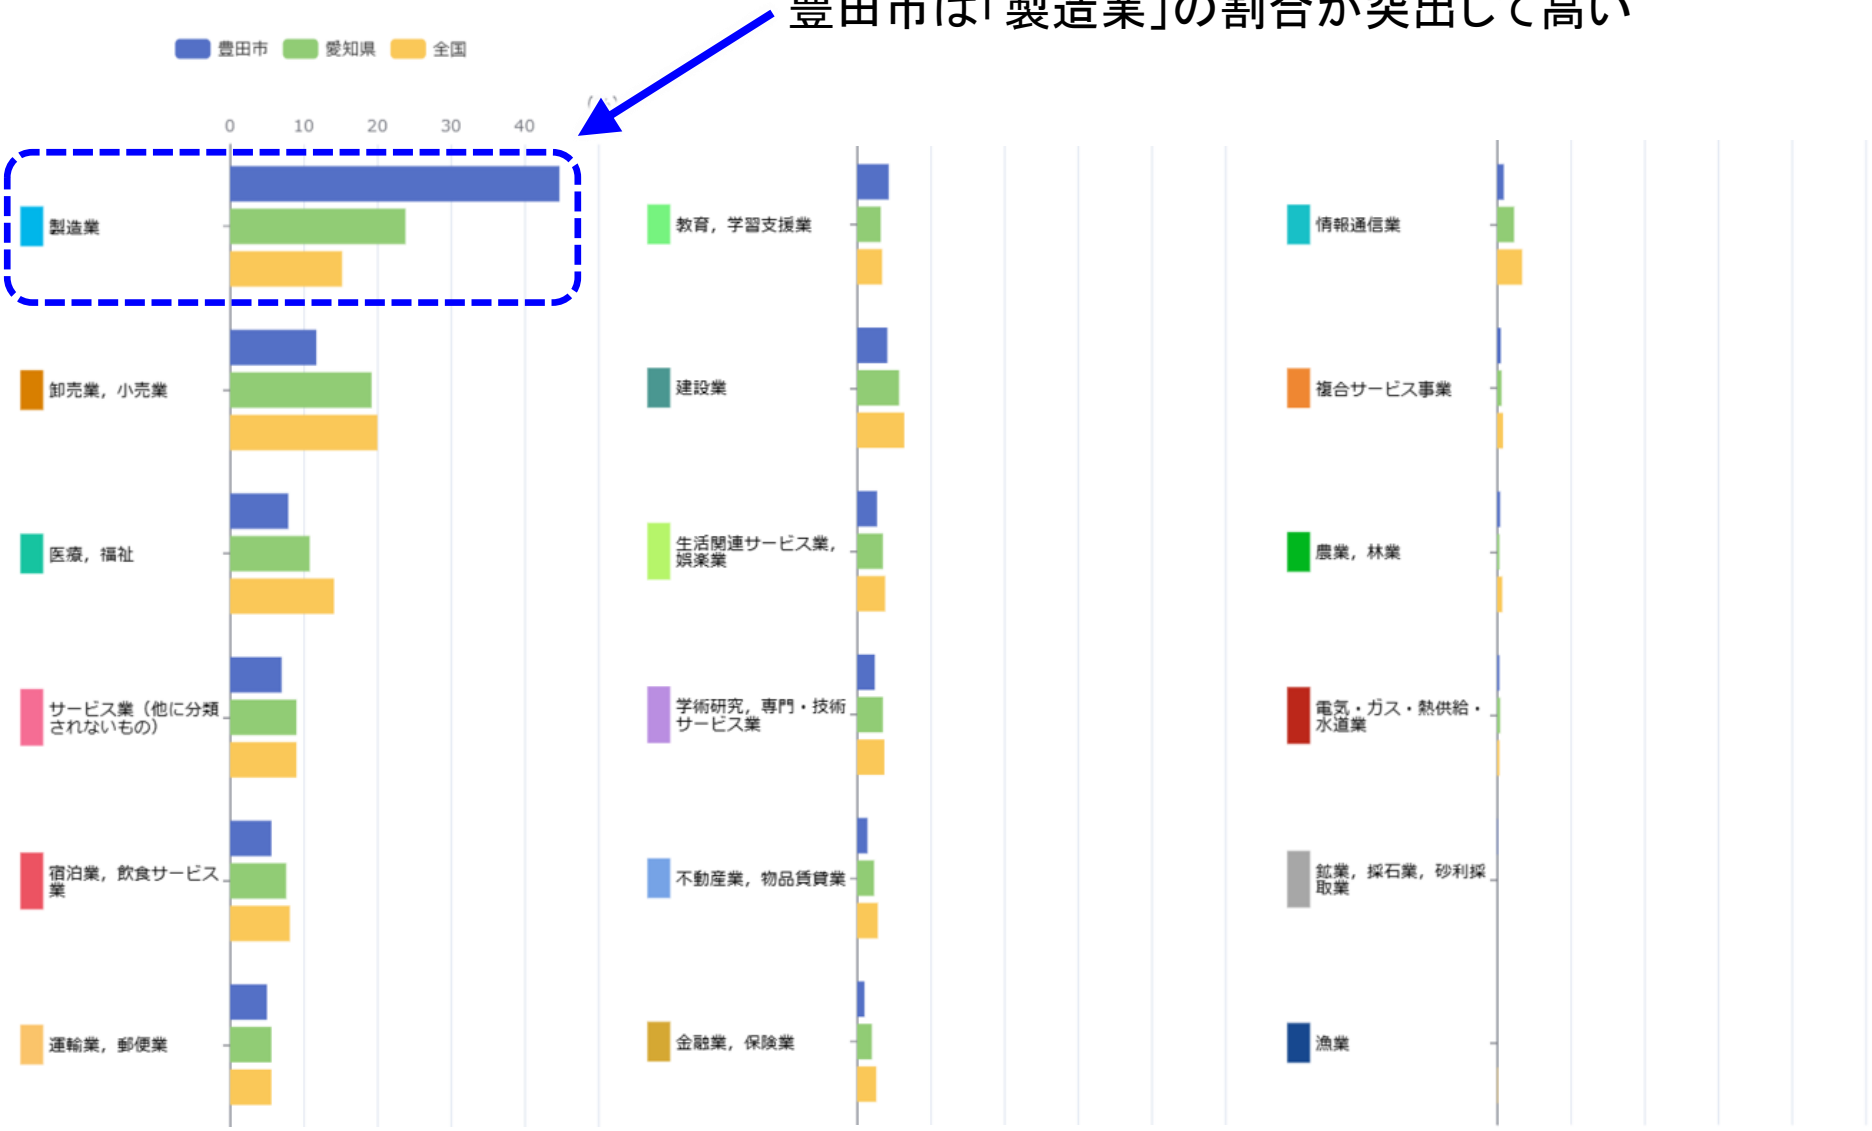 豊田市は「製造業」の割合が突出して高い
豊田市 愛知県 全国
0 10 20 30 40
製造業
卸売業，小売業
医療，福祉
サービス業（他に分類
されないもの）
宿泊業，飲食サービス
業
運輸業，郵便業
教育，学習支援業
建設業
生活関連サービス業，
娯楽業
学術研究，専門・技術
サービス業
不動産業，物品賃貸業
金融業，保険業
情報通信業
複合サービス事業
農業，林業
電気・ガス・熱供給・
水道業
鉱業，採石業，砂利採
取業
漁業